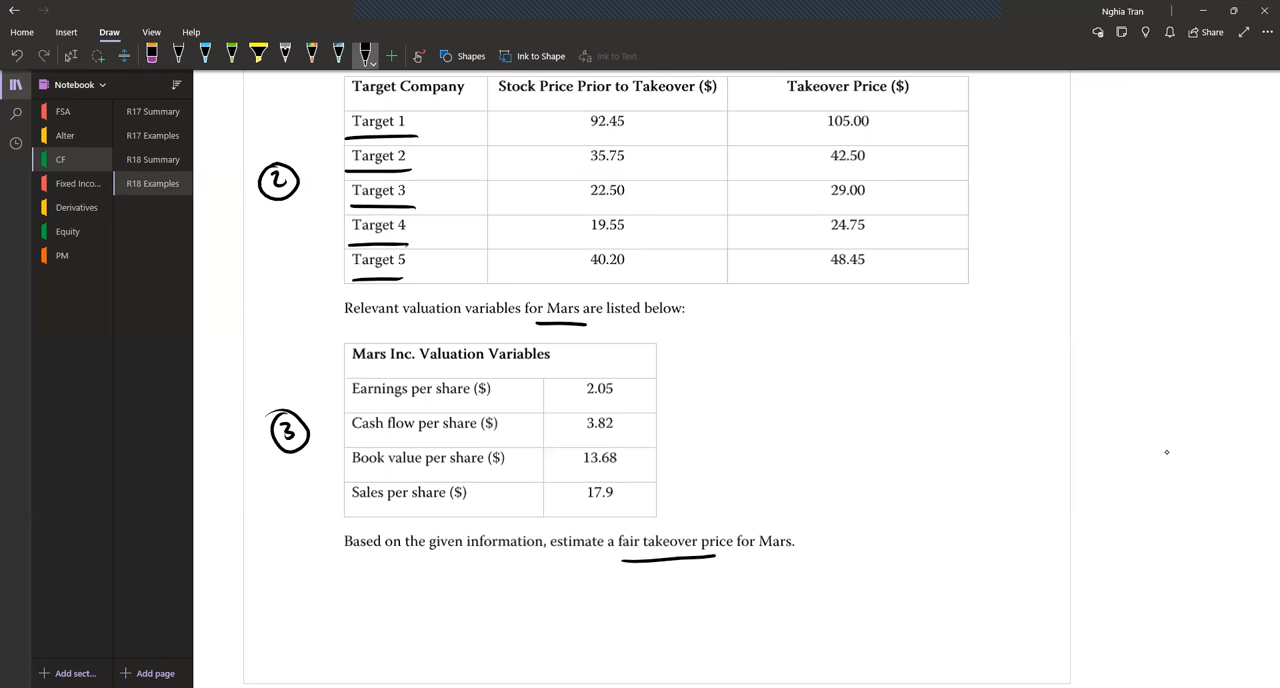 Nghia Tran
Home Insert Draw View Help
Share
Shapes Ink to Shape Ink to Text
Notebook
FSA
Alter
CF
Fixed Inco...
Derivatives
Equity
PM
R17 Summary
R17 Examples
R18 Summary
R18 Examples
Add sect...
Add page
Target Company Stock Price Prior to Takeover ($) Takeover Price ($)
Target 1 92.45 105.00
Target 2 35.75 42.50
2
Target 3 22.50 29.00
Target 4 19.55 24.75
Target 5 40.20 48.45
Relevant valuation variables for Mars are listed below:
Mars Inc. Valuation Variables
Earnings per share ($) 2.05
Cash flow per share ($) 3.82
3
Book value per share ($) 13.68
Sales per share ($) 17.9
Based on the given information, estimate a fair takeover price for Mars.